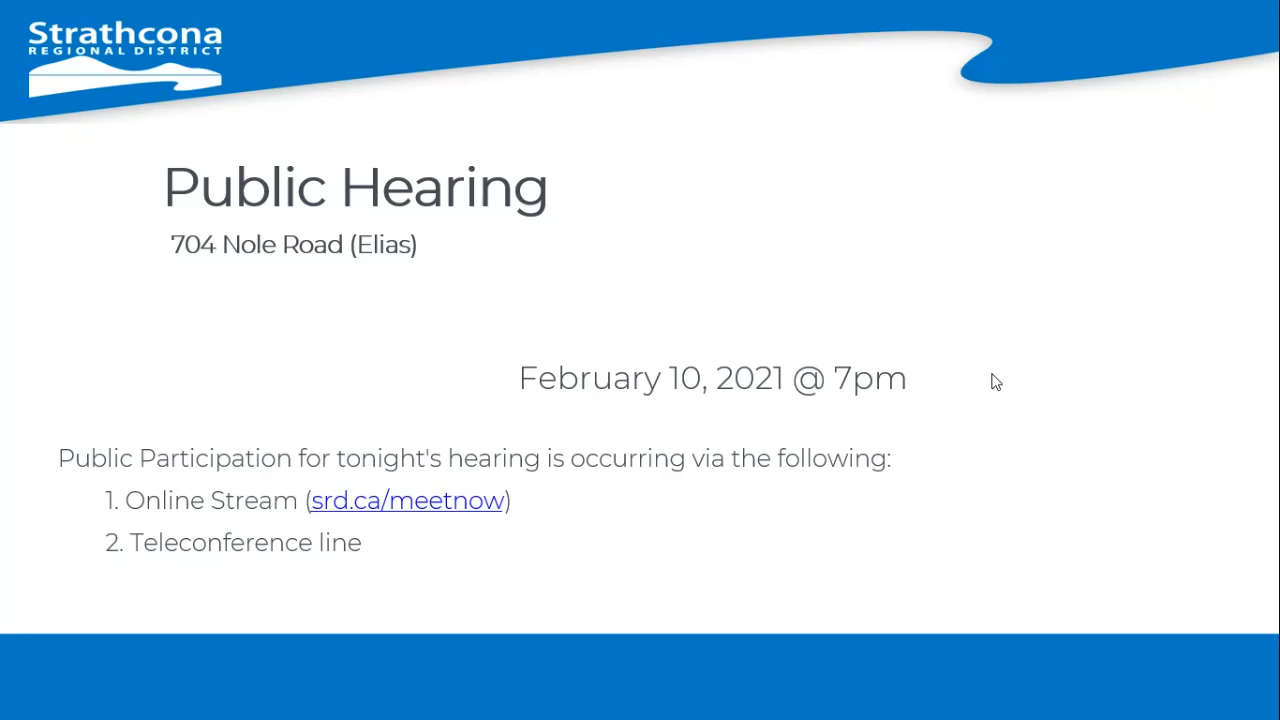 Strathcona
REGIONAL DISTRICT
Public Hearing
704 Nole Road (Elias)
February 10, 2021 @ 7pm
Public Participation for tonight's hearing is occurring via the following:
1. Online Stream (srd.ca/meetnow)
2. Teleconference line